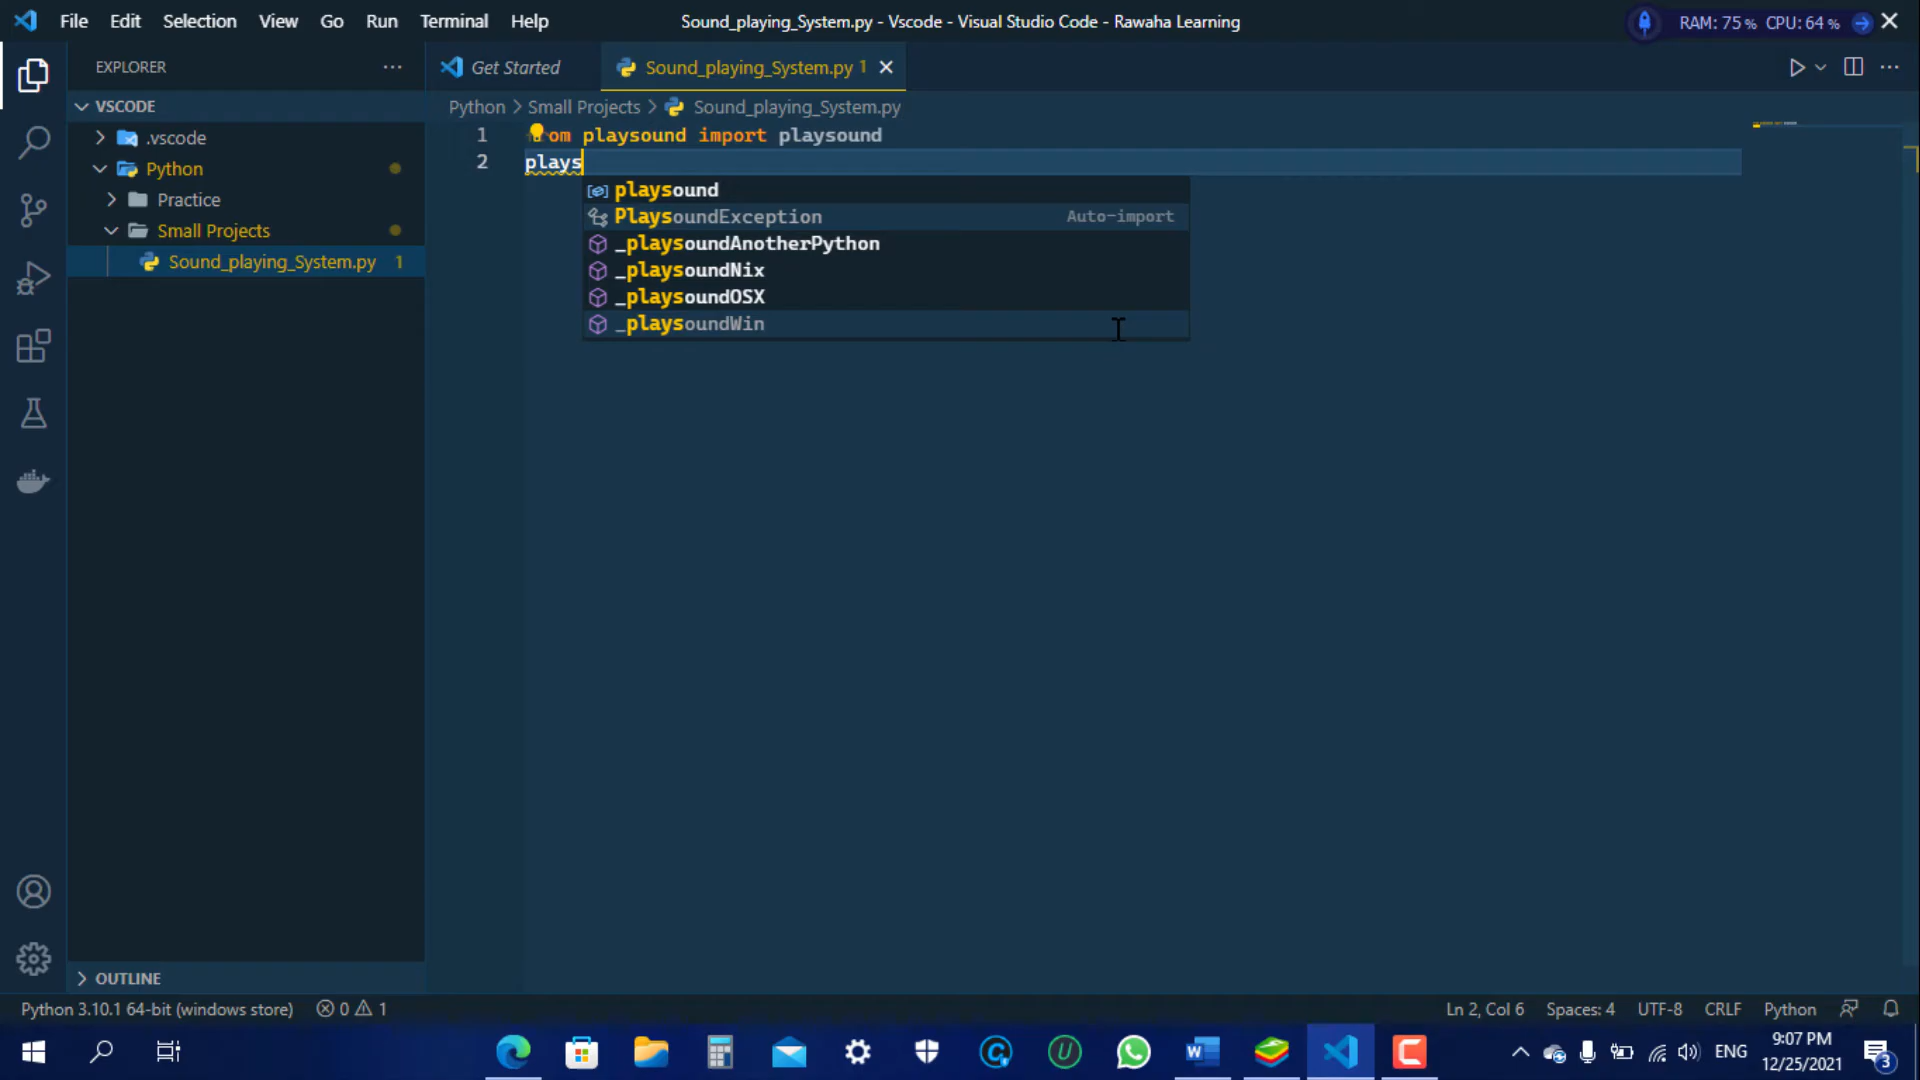 File Edit Selection View Go Run Terminal Help
Sound_playing_System.py - Vscode - Visual Studio Code - Rawaha Learning
RAM: 75 % CPU: 64 %
EXPLORER
Get Started
Sound_playing_System.py 1
VSCODE
Python > Small Projects > Sound_playing_System.py
.vscode
Python
Practice
Small Projects
Sound_playing_System.py 1
1 om playsound import playsound
2 plays
playsound
PlaysoundException Auto-import
_playsoundAnotherPython
_playsoundNix
_playsoundOSX
_playsoundWin
OUTLINE
Python 3.10.1 64-bit (windows store) 0 1
Ln 2, Col 6 Spaces: 4 UTF-8 CRLF Python
ENG
9:07 PM
12/25/2021
3